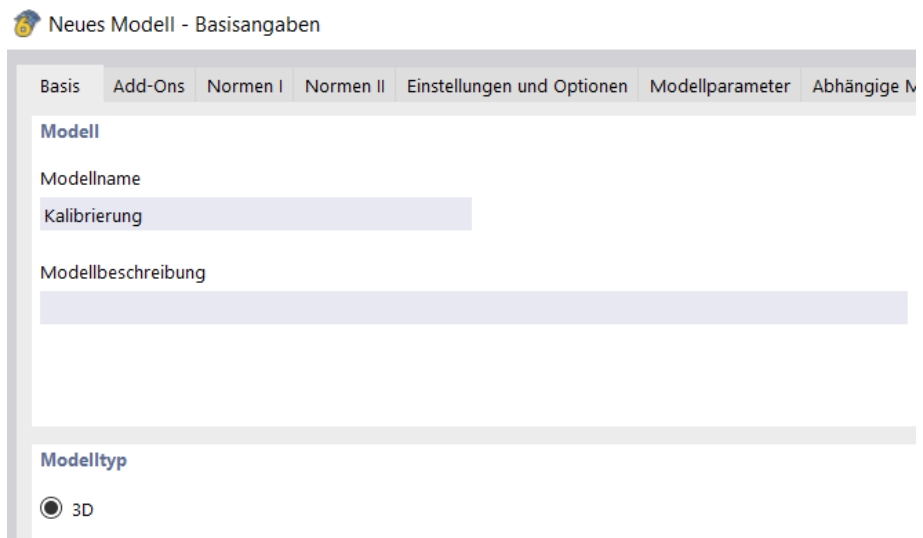 Neues Modell - Basisangaben
Basis Add-Ons Normen I Normen II Einstellungen und Optionen Modellparameter Abhängige M
Modell
Modellname
Kalibrierung
Modellbeschreibung
Modelltyp
3D